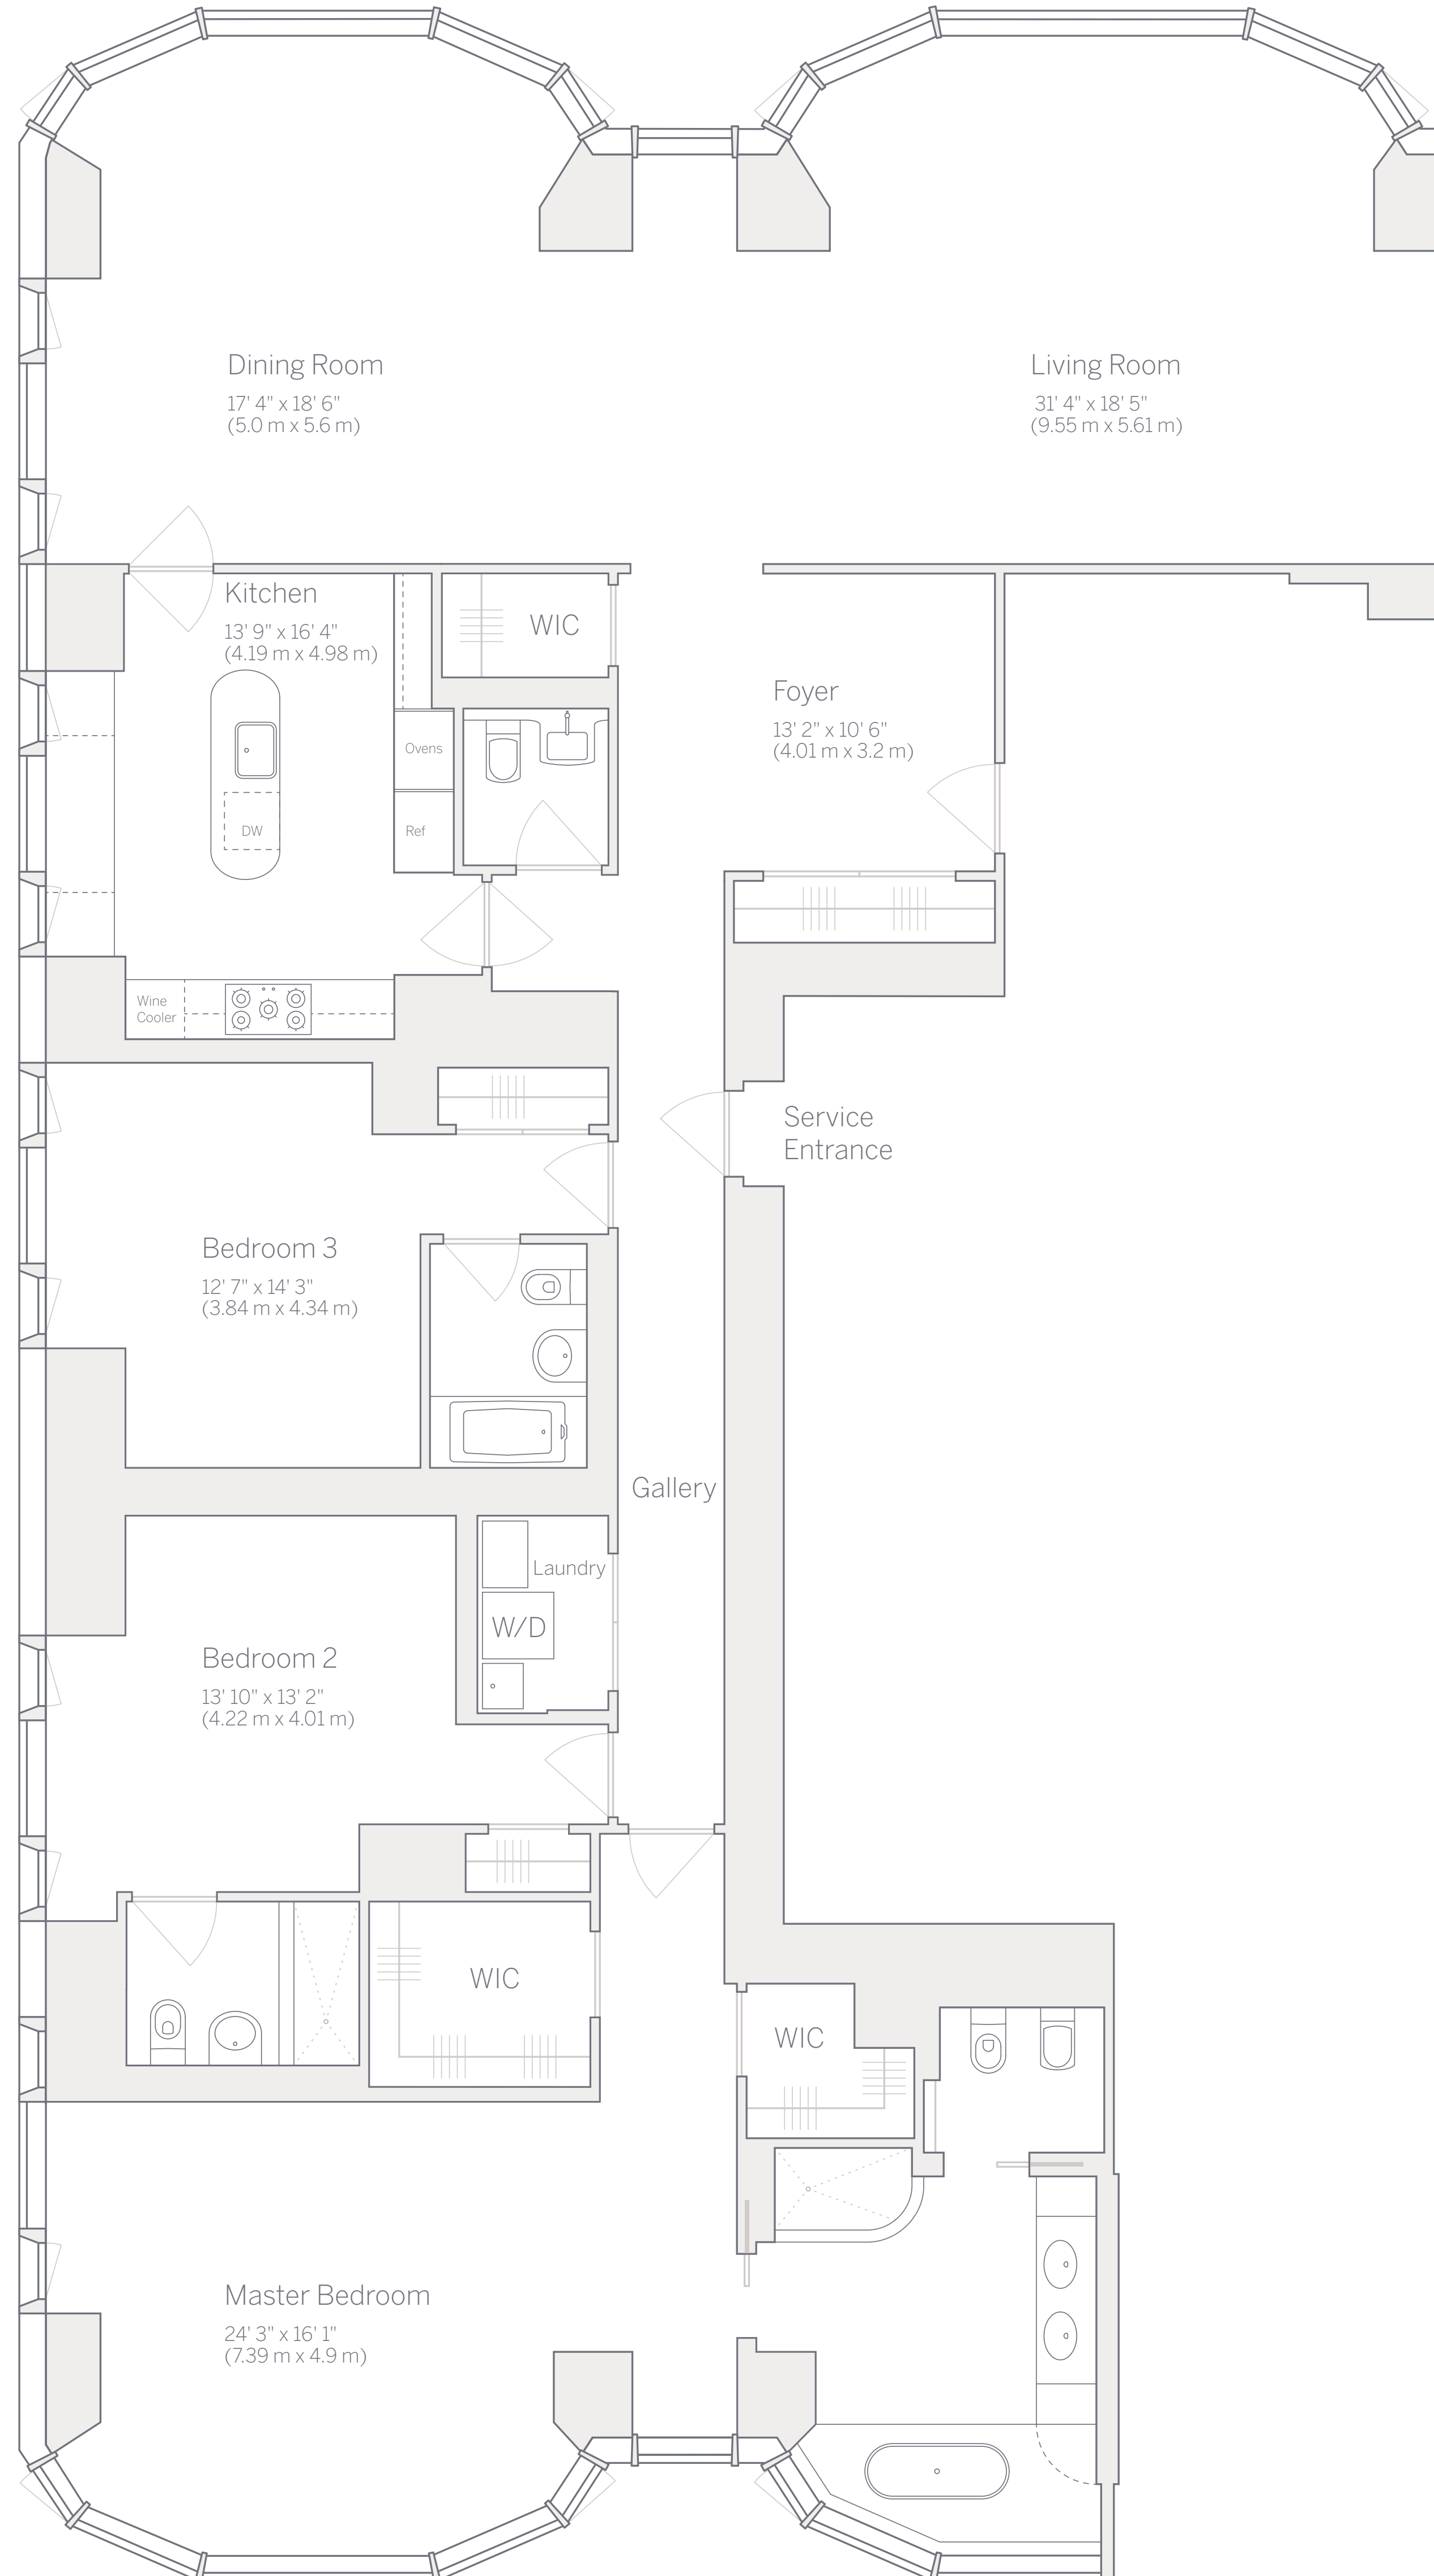 Dining Room
17' 4" x 18' 6"
(5.0 m x 5.6 m)
Living Room
31' 4" x 18' 5"
(9.55 m x 5.61 m)
Kitchen
13' 9" x 16' 4"
(4.19 m x 4.98 m)
WIC
Foyer
13' 2" x 10' 6"
(4.01 m x 3.2 m)
Ovens
DW
Ref
Wine
Cooler
Service
Entrance
Bedroom 3
12' 7" x 14' 3"
(3.84 m x 4.34 m)
Gallery
Laundry
W/D
Bedroom 2
13' 10" x 13' 2"
(4.22 m x 4.01 m)
WIC
WIC
Master Bedroom
24' 3" x 16' 1"
(7.39 m x 4.9 m)